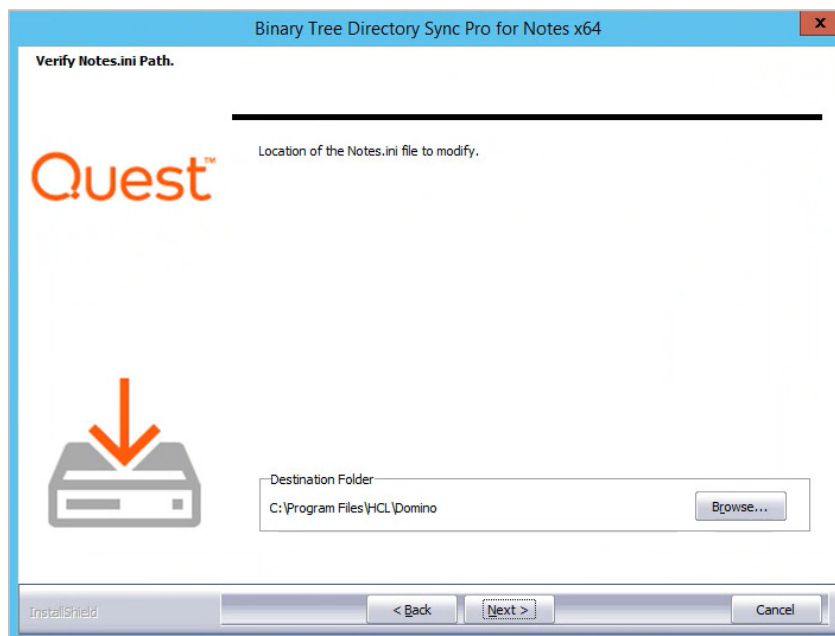 Binary Tree Directory Sync Pro for Notes x64
x
Verify Notes.ini Path.
Quest™
Location of the Notes.ini file to modify.
Destination Folder
C:\Program Files\HCL\Domino
Browse...
InstallShield
< Back
Next >
Cancel